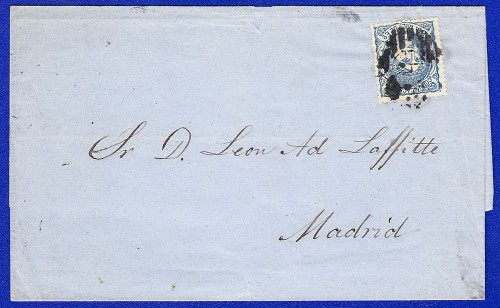 Sr D. Leon Ad Laffitte
Madrid